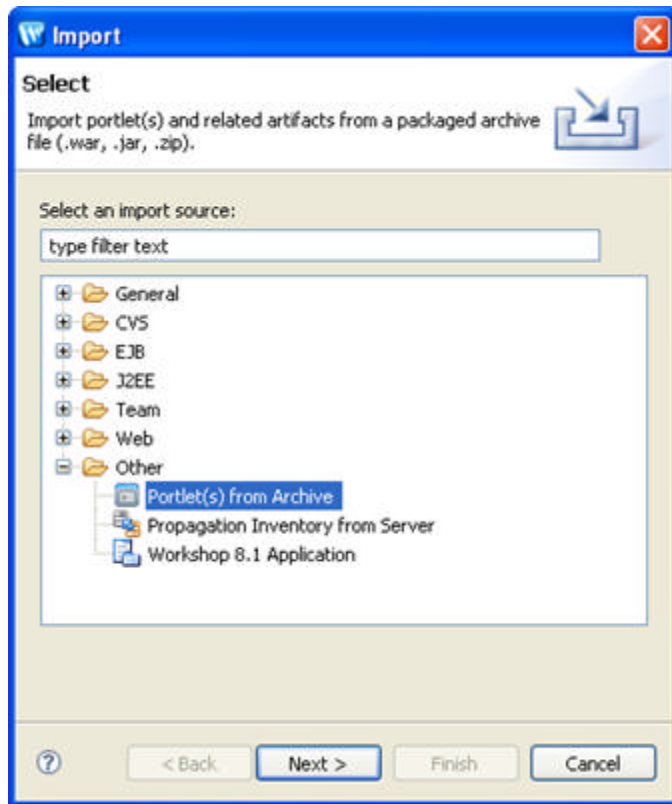 Import
Select
Import portlet(s) and related artifacts from a packaged archive
file (.war, .jar, .zip).
Select an import source:
type filter text
General
CVS
EJB
J2EE
Team
Web
Other
Portlet(s) from Archive
Propagation Inventory from Server
Workshop 8.1 Application
? < Back Next > Finish Cancel